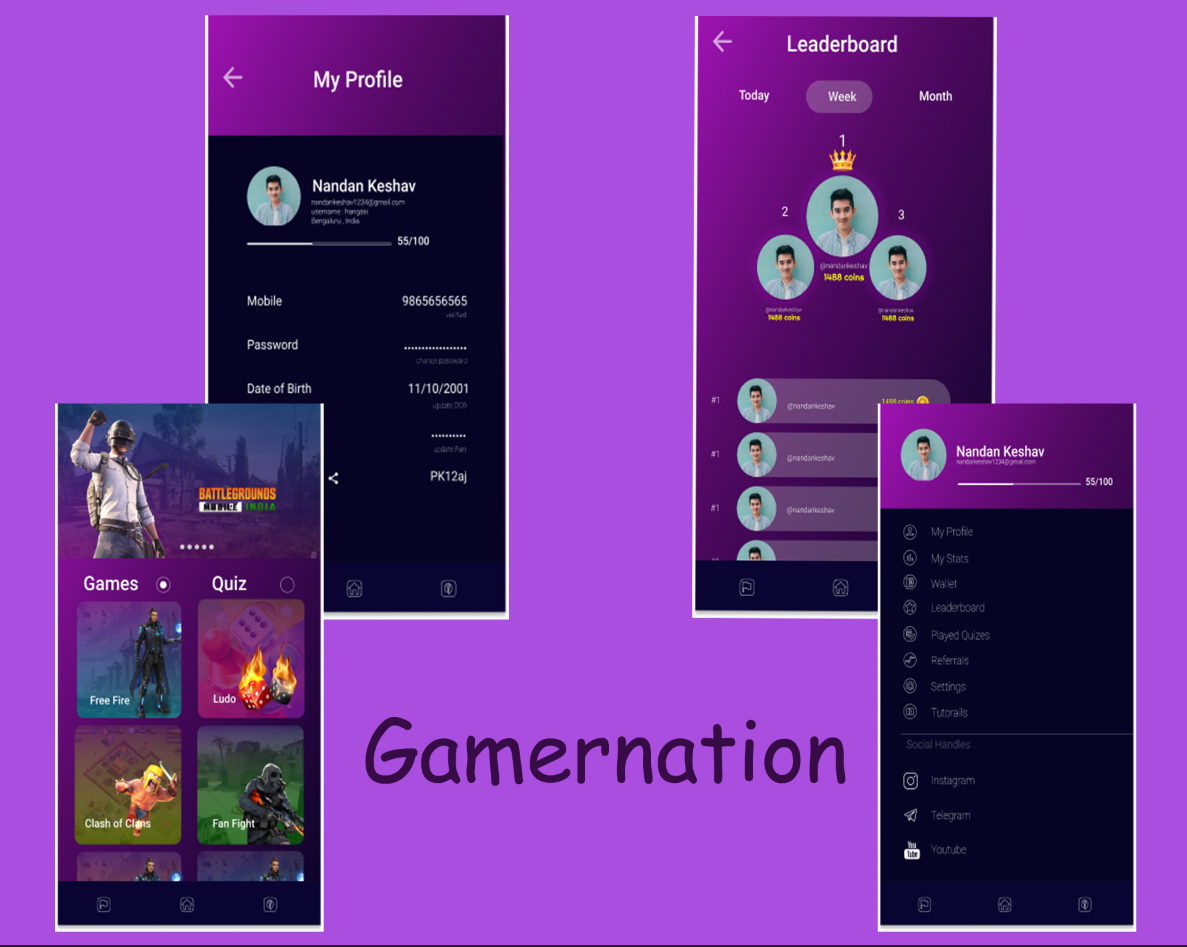 My Profile
Nandan Keshav
nandankeshav1234@gmail.com
username : hangsai
Bengaluru , India
55/100
Mobile
9865656565
verified
Password
.................
change password
Date of Birth
11/10/2001
update DOB
..........
update Pan
PK12aj
Leaderboard
Today
Week
Month
1
2
3
@nandankeshav
1488 coins
@nandankeshav
1488 coins
@nandankeshav
1488 coins
#1
@nandankeshav
1488 coins
#1
@nandankeshav
#1
@nandankeshav
BATTLEGROUNDS
MOBILE INDIA
Games
Quiz
Free Fire
Ludo
Clash of Clans
Fan Fight
Gamernation
Nandan Keshav
nandankeshav1234@gmail.com
55/100
My Profile
My Stats
Wallet
Leaderboard
Played Quizes
Referrals
Settings
Tutorails
Social Handles
Instagram
Telegram
You
Tube
Youtube